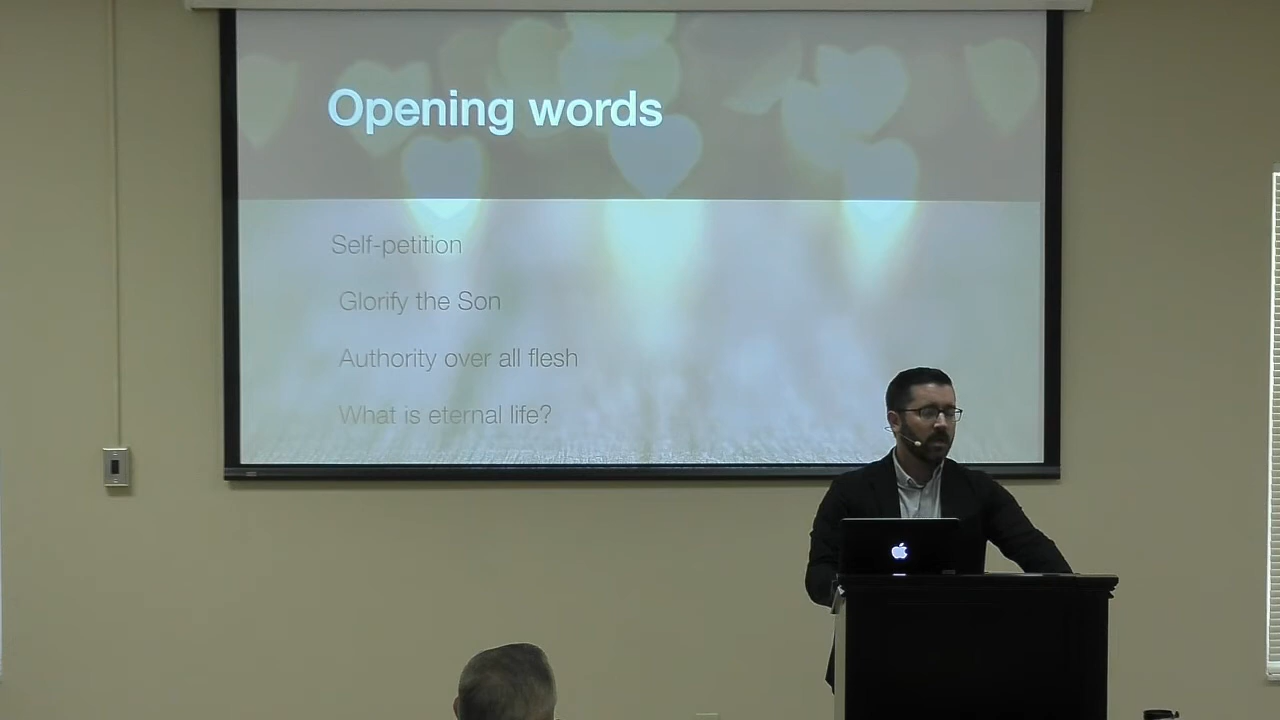 Opening words
Self-petition
Glorify the Son
Authority over all flesh
What is eternal life?